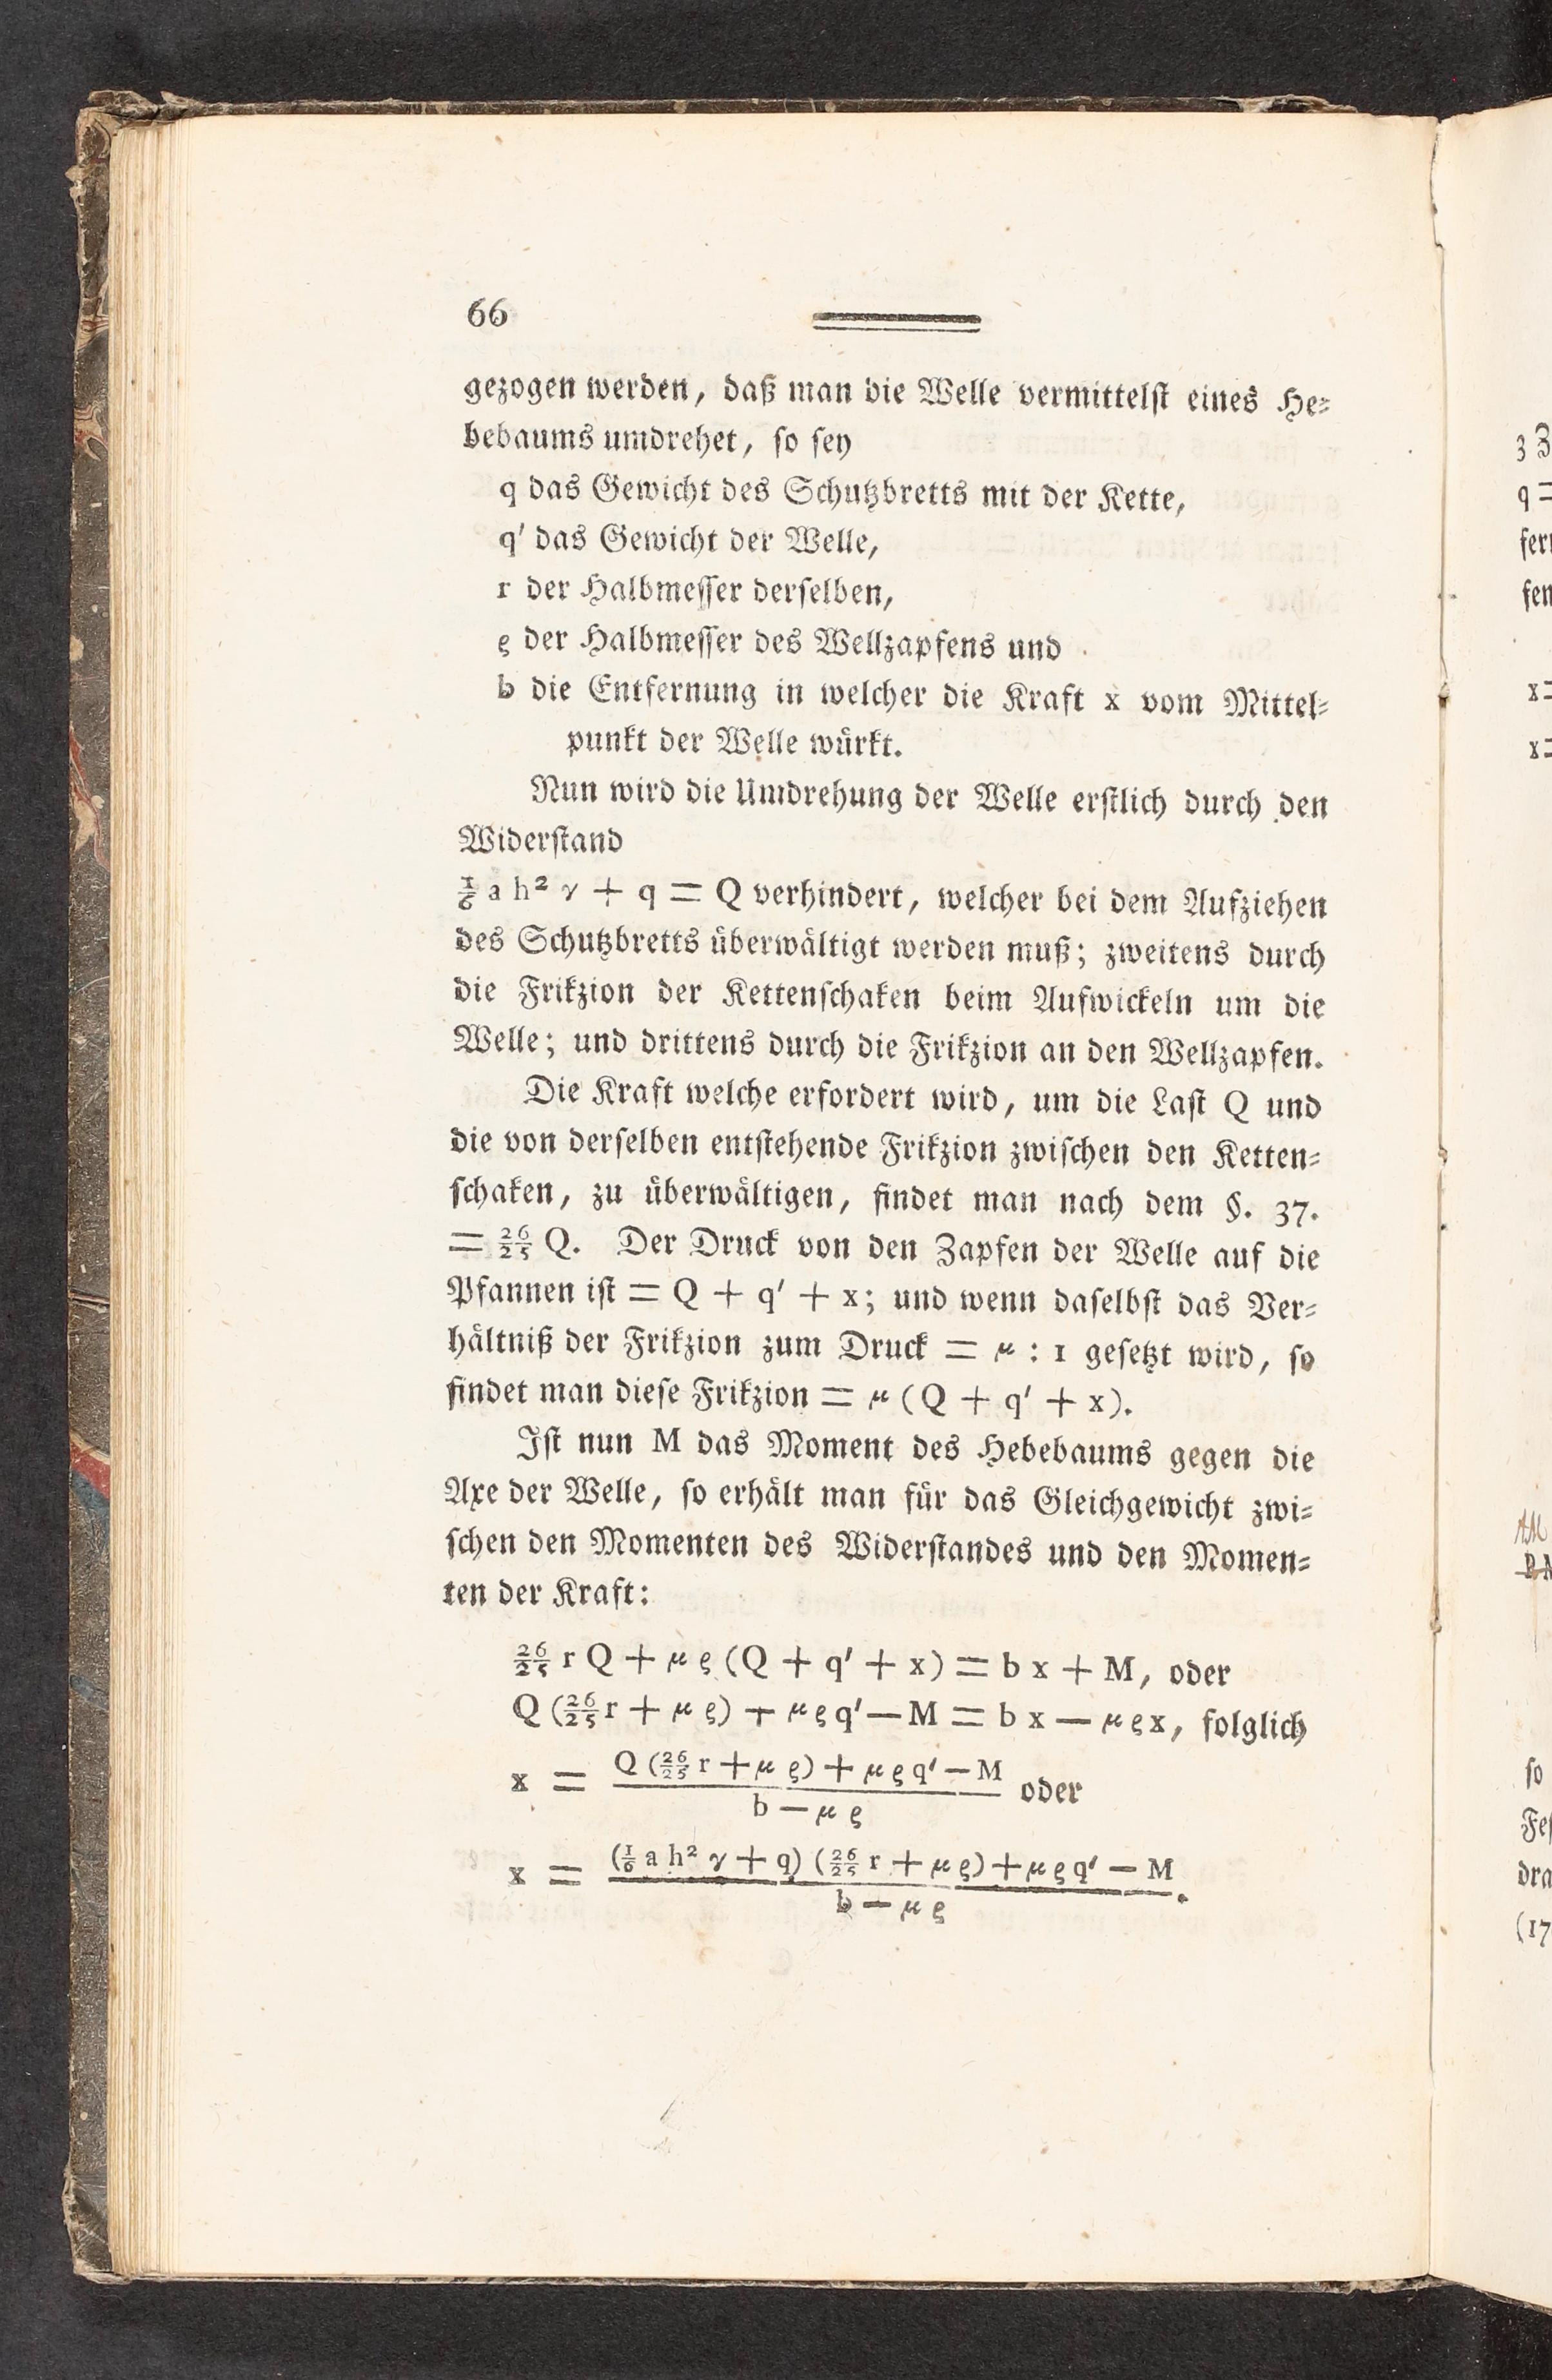 66
gezogen werden, daß man die Welle vermittelst eines He-
bebaums umdrehet, so sey
q das Gewicht des Schutzbretts mit der Kette,
q′ das Gewicht der Welle,
r der Halbmesser derselben,
ϱ der Halbmesser des Wellzapfens und
b die Entfernung in welcher die Kraft x vom Mittel-
punkt der Welle würkt.
Nun wird die Umdrehung der Welle erstlich durch den
Widerstand
1/6 a h² γ + q = Q verhindert, welcher bei dem Aufziehen
des Schutzbretts überwältigt werden muß; zweitens durch
die Frikzion der Kettenschaken beim Aufwickeln um die
Welle; und drittens durch die Frikzion an den Wellzapfen.
Die Kraft welche erfordert wird, um die Last Q und
die von derselben entstehende Frikzion zwischen den Ketten-
schaken, zu überwältigen, findet man nach dem §. 37.
= 26/25 Q. Der Druck von den Zapfen der Welle auf die
Pfannen ist = Q + q′ + x; und wenn daselbst das Ver-
hältniß der Frikzion zum Druck = μ : 1 gesetzt wird, so
findet man diese Frikzion = μ (Q + q′ + x).
Ist nun M das Moment des Hebebaums gegen die
Axe der Welle, so erhält man für das Gleichgewicht zwi-
schen den Momenten des Widerstandes und den Momen-
ten der Kraft:
26/25 r Q + μ ϱ (Q + q′ + x) = b x + M, oder
Q (26/25 r + μ ϱ) + μ ϱ q′ — M = b x — μ ϱ x, folglich
x = Q (26/25 r + μ ϱ) + μ ϱ q′ — M / b — μ ϱ oder
x = (1/6 a h² γ + q) (26/25 r + μ ϱ) + μ ϱ q′ — M / b — μ ϱ.
3 Z
q =
fer
fen
x =
x =
so
Fes
dra
(17